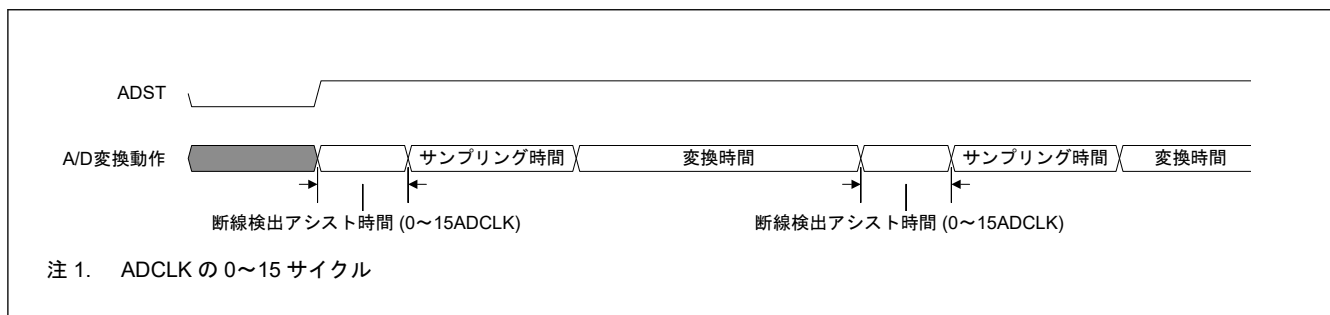 ADST
A/D変換動作
サンプリング時間 変換時間 サンプリング時間 変換時間
断線検出アシスト時間 (0～15ADCLK) 断線検出アシスト時間 (0～15ADCLK)
注 1. ADCLK の 0～15 サイクル